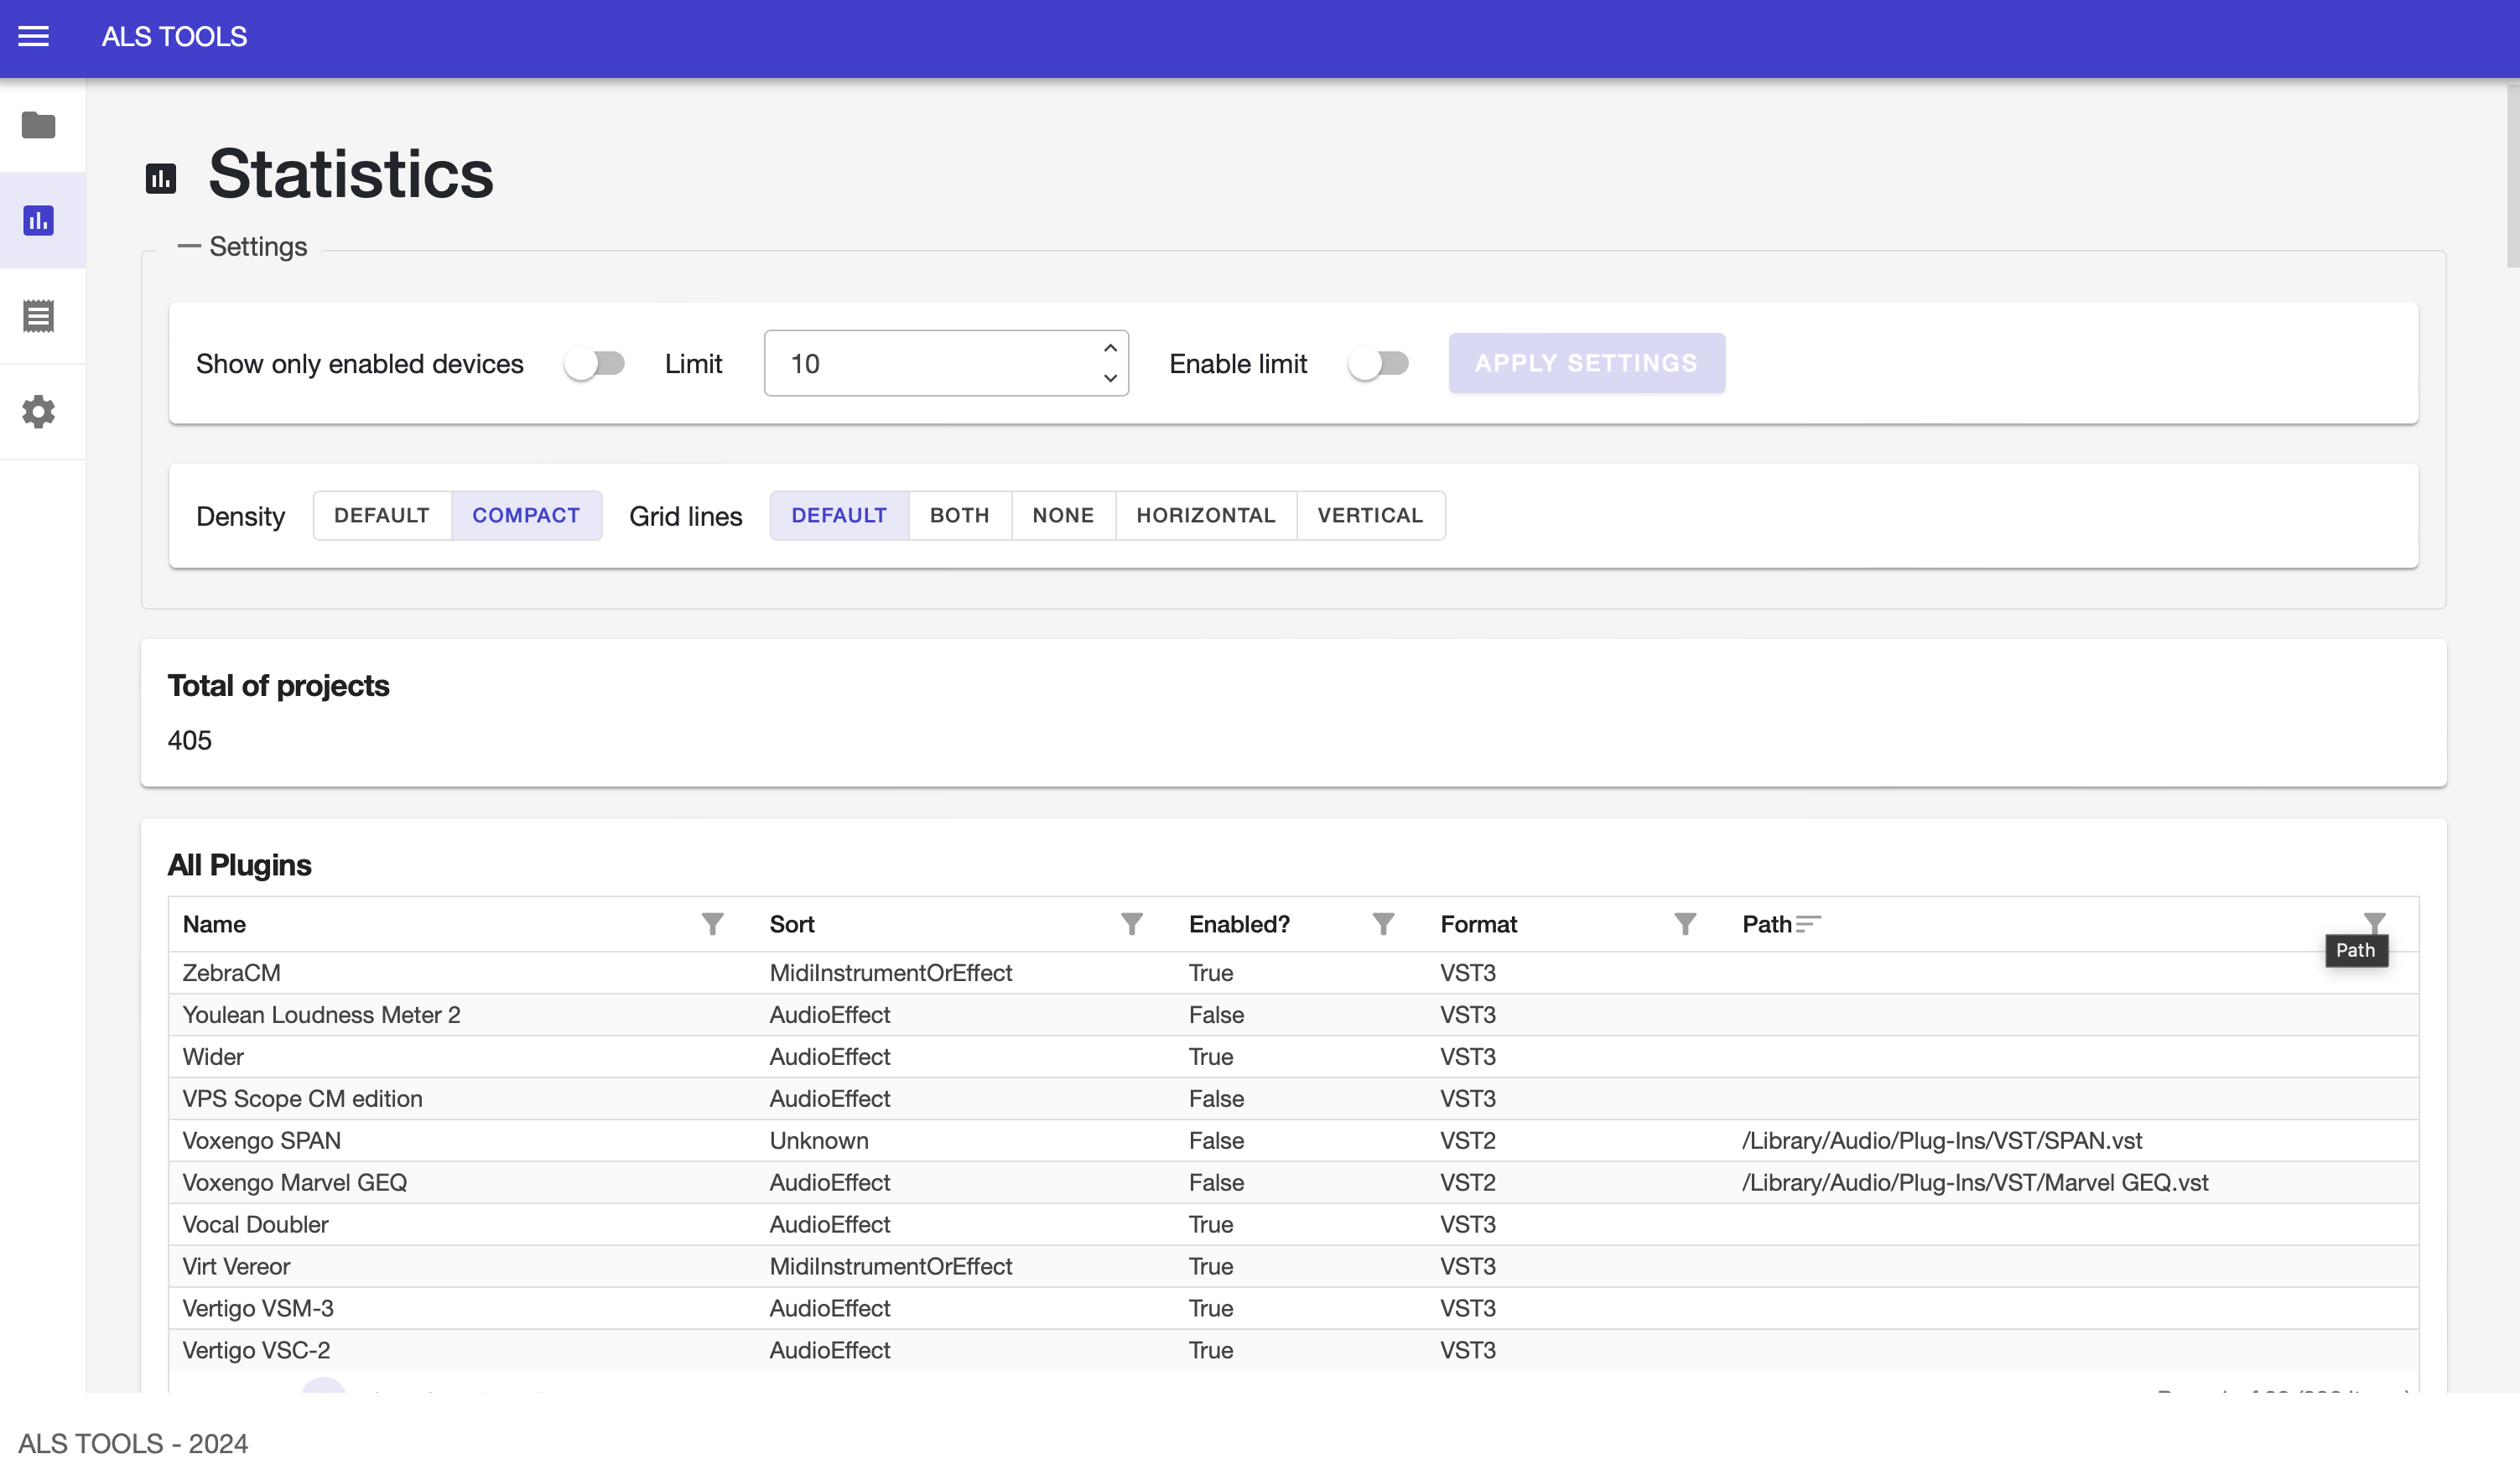 ALS TOOLS
Statistics
Settings
Show only enabled devices Limit 10 Enable limit APPLY SETTINGS
Density DEFAULT COMPACT Grid lines DEFAULT BOTH NONE HORIZONTAL VERTICAL
Total of projects
405
All Plugins
Name Sort Enabled? Format Path
Path
ZebraCM MidiInstrumentOrEffect True VST3
Youlean Loudness Meter 2 AudioEffect False VST3
Wider AudioEffect True VST3
VPS Scope CM edition AudioEffect False VST3
Voxengo SPAN Unknown False VST2 /Library/Audio/Plug-Ins/VST/SPAN.vst
Voxengo Marvel GEQ AudioEffect False VST2 /Library/Audio/Plug-Ins/VST/Marvel GEQ.vst
Vocal Doubler AudioEffect True VST3
Virt Vereor MidiInstrumentOrEffect True VST3
Vertigo VSM-3 AudioEffect True VST3
Vertigo VSC-2 AudioEffect True VST3
ALS TOOLS - 2024